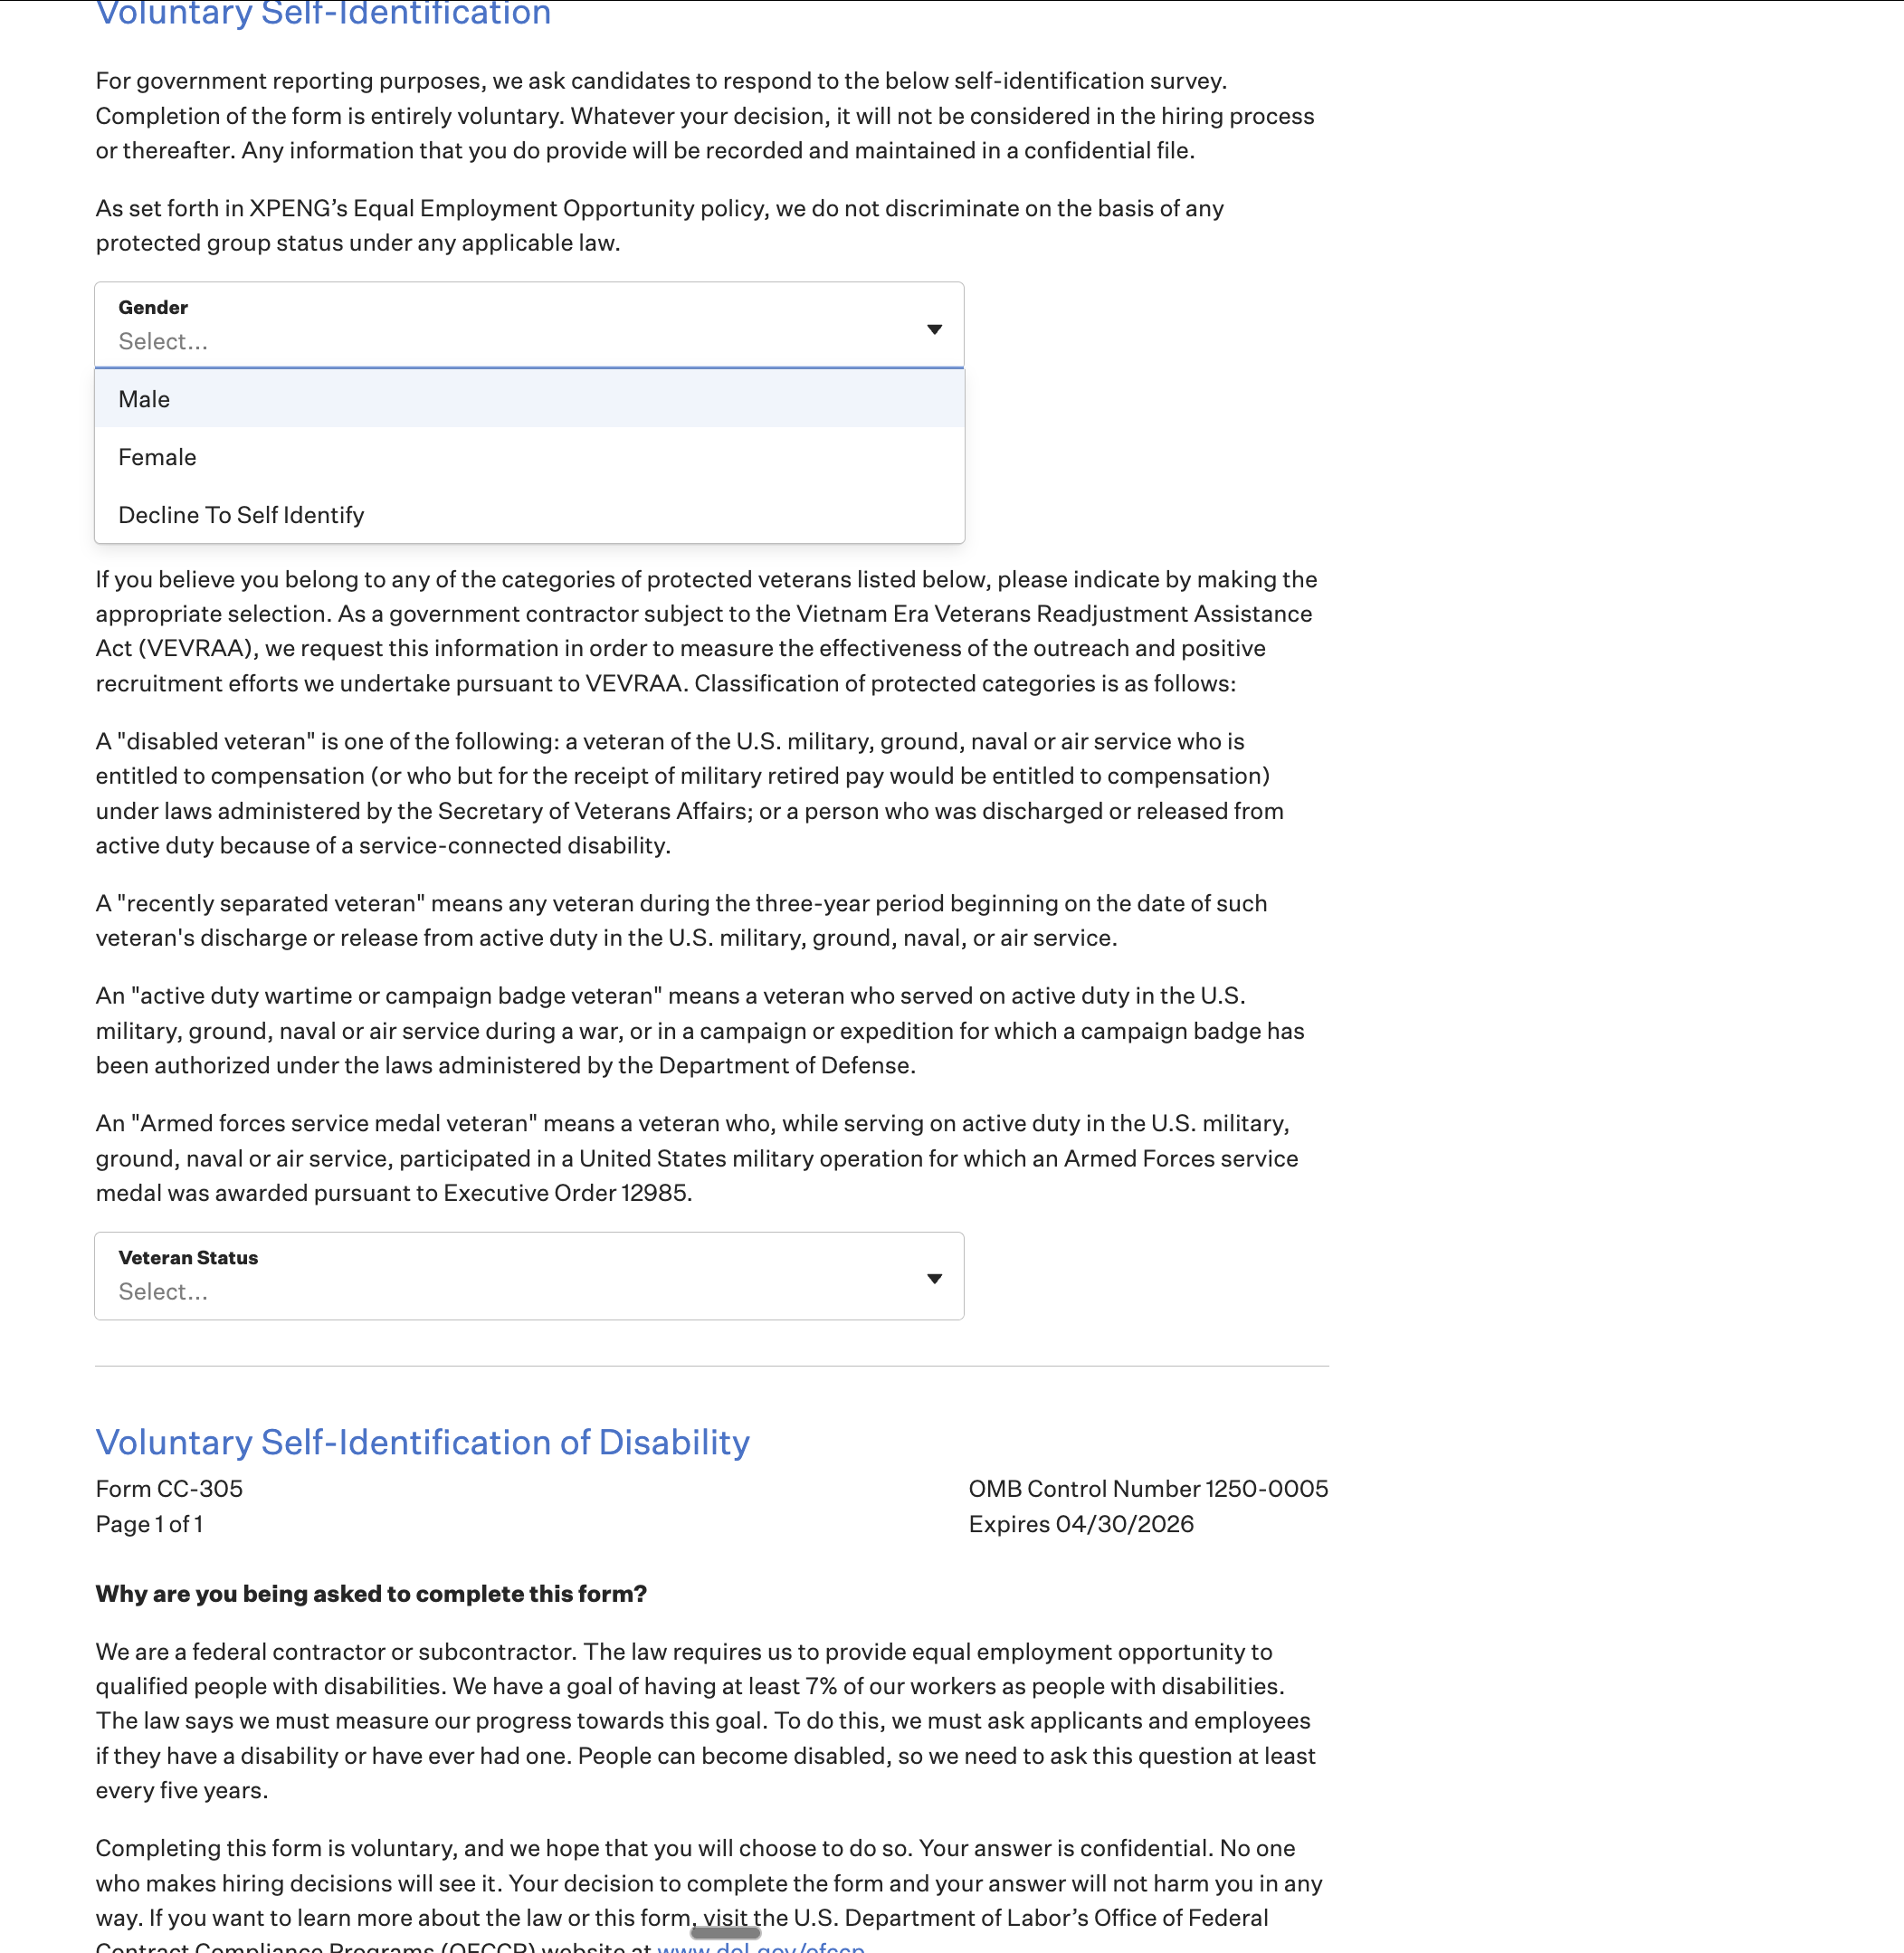 Voluntary Self-Identification
For government reporting purposes, we ask candidates to respond to the below self-identification survey.
Completion of the form is entirely voluntary. Whatever your decision, it will not be considered in the hiring process
or thereafter. Any information that you do provide will be recorded and maintained in a confidential file.
As set forth in XPENG’s Equal Employment Opportunity policy, we do not discriminate on the basis of any
protected group status under any applicable law.
Gender
Select...
Male
Female
Decline To Self Identify
If you believe you belong to any of the categories of protected veterans listed below, please indicate by making the
appropriate selection. As a government contractor subject to the Vietnam Era Veterans Readjustment Assistance
Act (VEVRAA), we request this information in order to measure the effectiveness of the outreach and positive
recruitment efforts we undertake pursuant to VEVRAA. Classification of protected categories is as follows:
A "disabled veteran" is one of the following: a veteran of the U.S. military, ground, naval or air service who is
entitled to compensation (or who but for the receipt of military retired pay would be entitled to compensation)
under laws administered by the Secretary of Veterans Affairs; or a person who was discharged or released from
active duty because of a service-connected disability.
A "recently separated veteran" means any veteran during the three-year period beginning on the date of such
veteran's discharge or release from active duty in the U.S. military, ground, naval, or air service.
An "active duty wartime or campaign badge veteran" means a veteran who served on active duty in the U.S.
military, ground, naval or air service during a war, or in a campaign or expedition for which a campaign badge has
been authorized under the laws administered by the Department of Defense.
An "Armed forces service medal veteran" means a veteran who, while serving on active duty in the U.S. military,
ground, naval or air service, participated in a United States military operation for which an Armed Forces service
medal was awarded pursuant to Executive Order 12985.
Veteran Status
Select...
Voluntary Self-Identification of Disability
Form CC-305
OMB Control Number 1250-0005
Page 1 of 1
Expires 04/30/2026
Why are you being asked to complete this form?
We are a federal contractor or subcontractor. The law requires us to provide equal employment opportunity to
qualified people with disabilities. We have a goal of having at least 7% of our workers as people with disabilities.
The law says we must measure our progress towards this goal. To do this, we must ask applicants and employees
if they have a disability or have ever had one. People can become disabled, so we need to ask this question at least
every five years.
Completing this form is voluntary, and we hope that you will choose to do so. Your answer is confidential. No one
who makes hiring decisions will see it. Your decision to complete the form and your answer will not harm you in any
way. If you want to learn more about the law or this form, visit the U.S. Department of Labor’s Office of Federal
Contract Compliance Programs (OFCCP) website at www.dol.gov/ofccp.